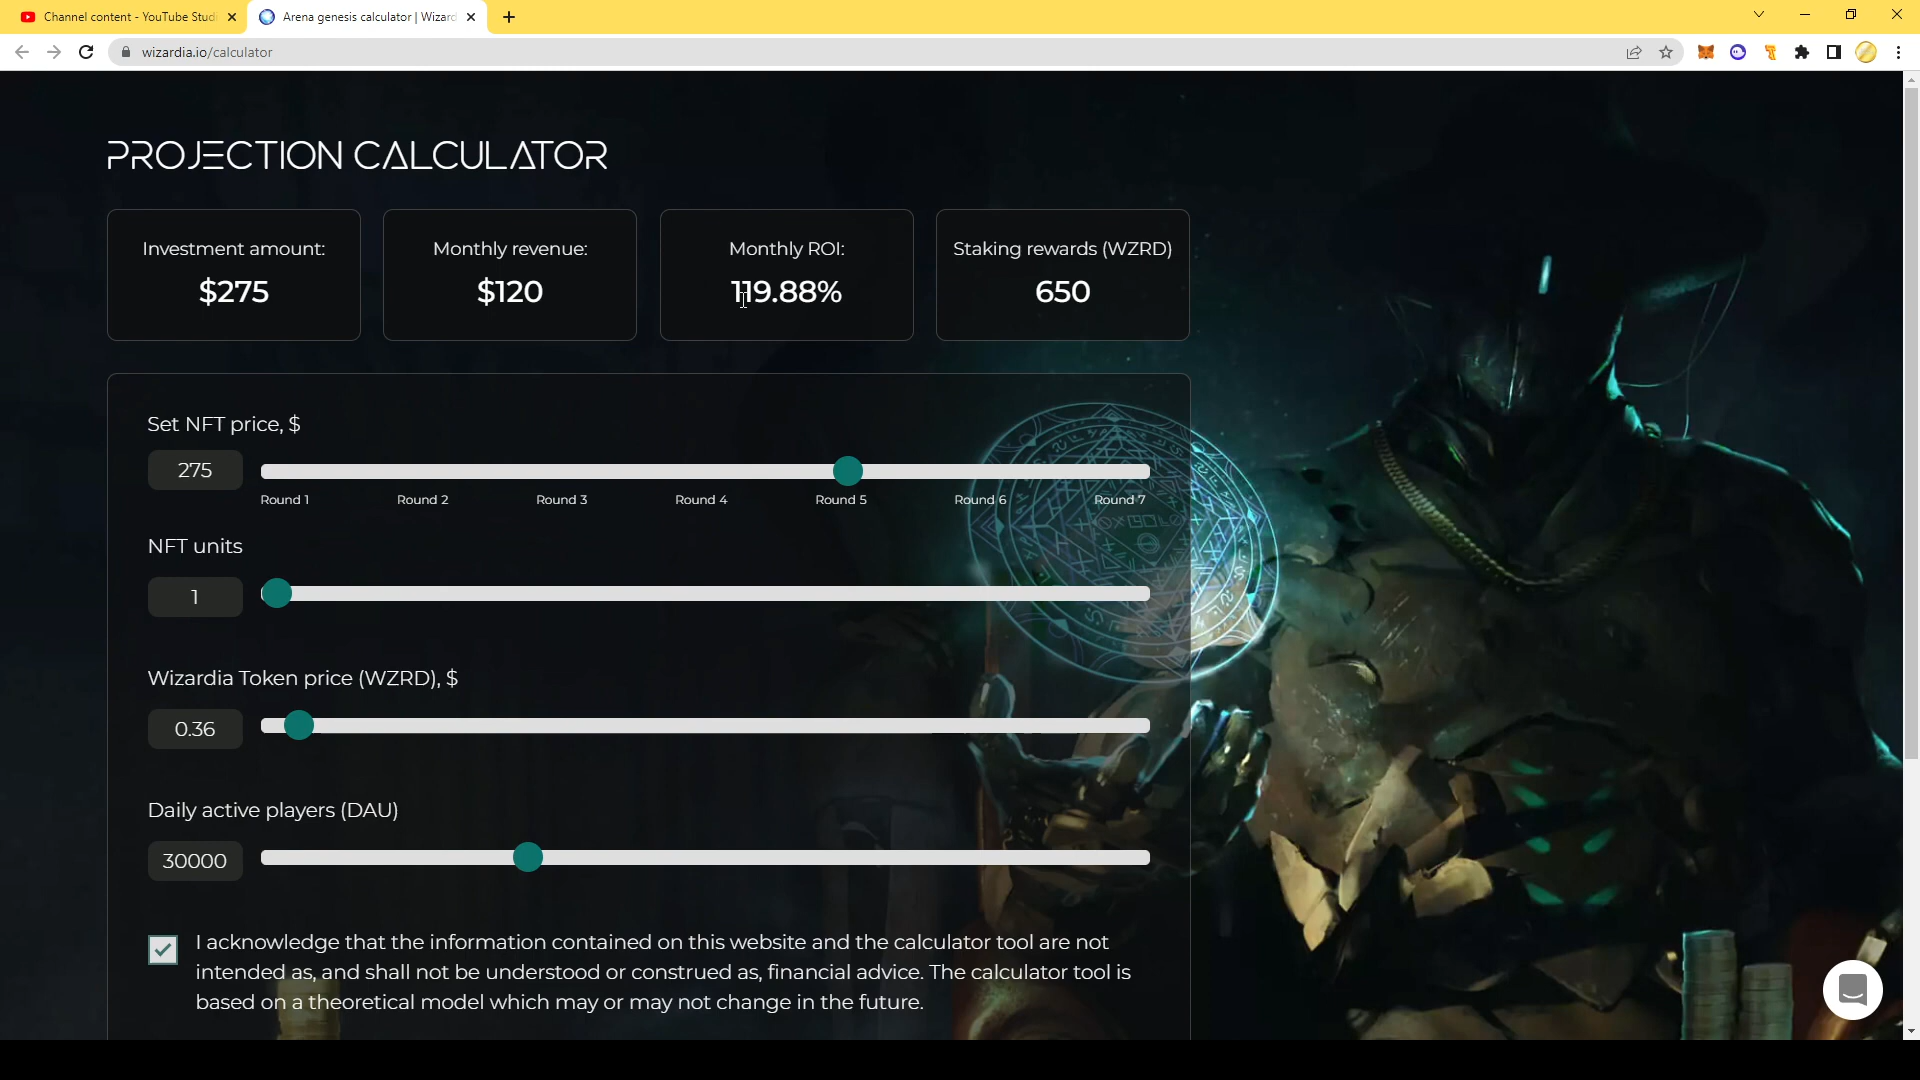 Channel content - YouTube Studi
Arena genesis calculator | Wizard
wizardia.io/calculator
PROJECTION CALCULATOR
Investment amount:
$275
Monthly revenue:
$120
Monthly ROI:
119.88%
Staking rewards (WZRD)
650
Set NFT price, $
275
Round 1 Round 2 Round 3 Round 4 Round 5 Round 6 Round 7
NFT units
1
Wizardia Token price (WZRD), $
0.36
Daily active players (DAU)
30000
I acknowledge that the information contained on this website and the calculator tool are not
intended as, and shall not be understood or construed as, financial advice. The calculator tool is
based on a theoretical model which may or may not change in the future.